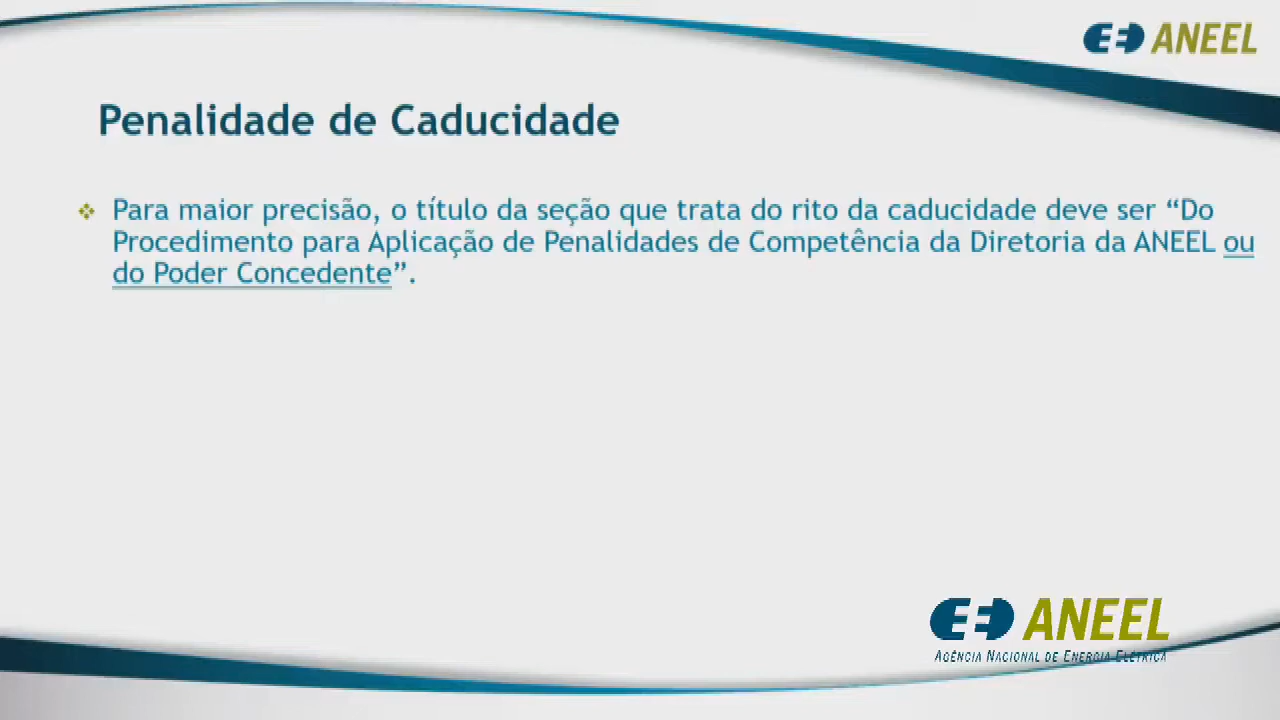 ANEEL
Penalidade de Caducidade
Para maior precisão, o título da seção que trata do rito da caducidade deve ser “Do
Procedimento para Aplicação de Penalidades de Competência da Diretoria da ANEEL ou
do Poder Concedente”.
ANEEL
AGÊNCIA NACIONAL DE ENERGIA ELÉTRICA